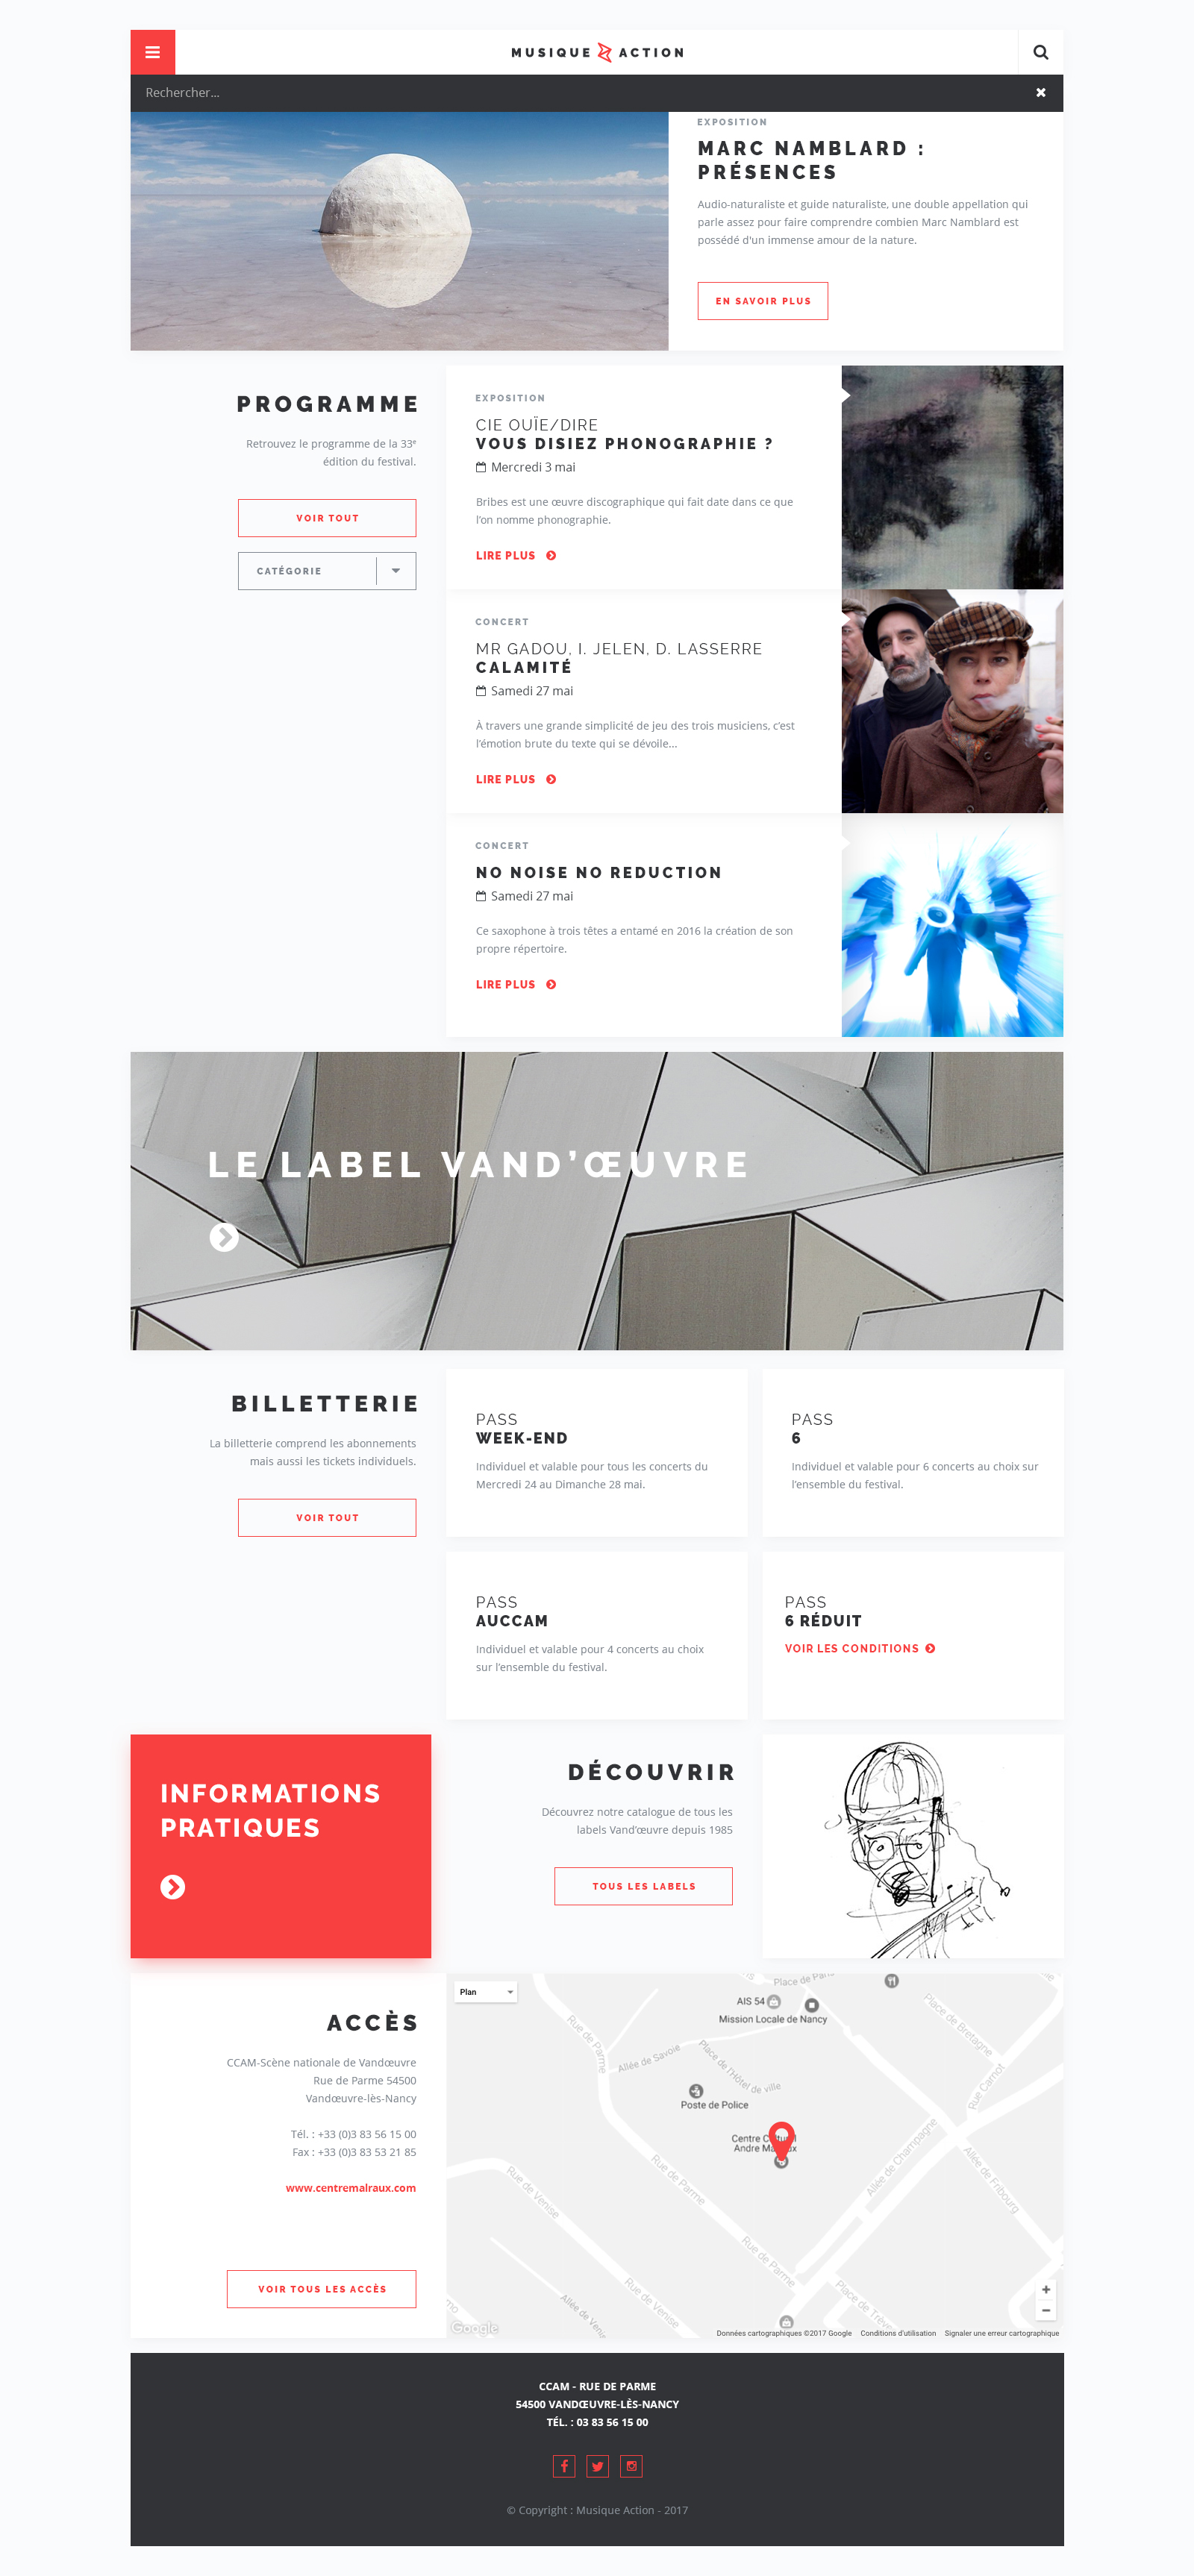 MUSIQUE ACTION
Rechercher...
EXPOSITION
MARC NAMBLARD :
PRÉSENCES
Audio-naturaliste et guide naturaliste, une double appellation qui
parle assez pour faire comprendre combien Marc Namblard est
possédé d'un immense amour de la nature.
EN SAVOIR PLUS
PROGRAMME
Retrouvez le programme de la 33e
édition du festival.
VOIR TOUT
CATÉGORIE
EXPOSITION
CIE OUÏE/DIRE
VOUS DISIEZ PHONOGRAPHIE ?
Mercredi 3 mai
Bribes est une œuvre discographique qui fait date dans ce que
l’on nomme phonographie.
LIRE PLUS
CONCERT
MR GADOU, I. JELEN, D. LASSERRE
CALAMITÉ
Samedi 27 mai
À travers une grande simplicité de jeu des trois musiciens, c’est
l’émotion brute du texte qui se dévoile...
LIRE PLUS
CONCERT
NO NOISE NO REDUCTION
Samedi 27 mai
Ce saxophone à trois têtes a entamé en 2016 la création de son
propre répertoire.
LIRE PLUS
LE LABEL VAND’ŒUVRE
BILLETTERIE
La billetterie comprend les abonnements
mais aussi les tickets individuels.
VOIR TOUT
PASS
WEEK-END
Individuel et valable pour tous les concerts du
Mercredi 24 au Dimanche 28 mai.
PASS
6
Individuel et valable pour 6 concerts au choix sur
l’ensemble du festival.
PASS
AUCCAM
Individuel et valable pour 4 concerts au choix
sur l’ensemble du festival.
PASS
6 RÉDUIT
VOIR LES CONDITIONS
INFORMATIONS
PRATIQUES
DÉCOUVRIR
Découvrez notre catalogue de tous les
labels Vand’œuvre depuis 1985
TOUS LES LABELS
ACCÈS
CCAM-Scène nationale de Vandœuvre
Rue de Parme 54500
Vandœuvre-lès-Nancy
Tél. : +33 (0)3 83 56 15 00
Fax : +33 (0)3 83 53 21 85
www.centremalraux.com
VOIR TOUS LES ACCÈS
Plan
AIS 54
Mission Locale de Nancy
Place de Bretagne
Rue de Parme
Allée de Savoie
Place de l'Hôtel de ville
Rue Carnot
Poste de Police
Allée de Champagne
Allée de Fribourg
Rue de Parme
Rue de Venise
Rue de Parme
Rue de Venise
Google
Données cartographiques ©2017 Google
Conditions d'utilisation
Signaler une erreur cartographique
CCAM - RUE DE PARME
54500 VANDŒUVRE-LÈS-NANCY
TÉL. : 03 83 56 15 00
© Copyright : Musique Action - 2017